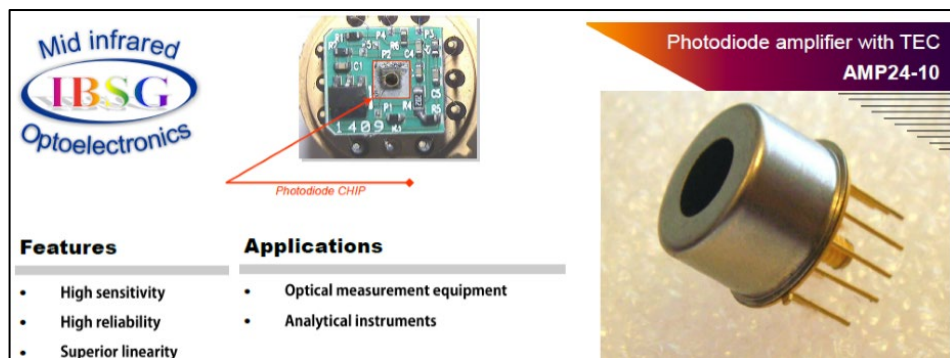 Mid infrared
IBSG
Optoelectronics
1409
Photodiode CHIP
Photodiode amplifier with TEC
AMP24-10
Features
• High sensitivity
• High reliability
• Superior linearity
Applications
• Optical measurement equipment
• Analytical instruments